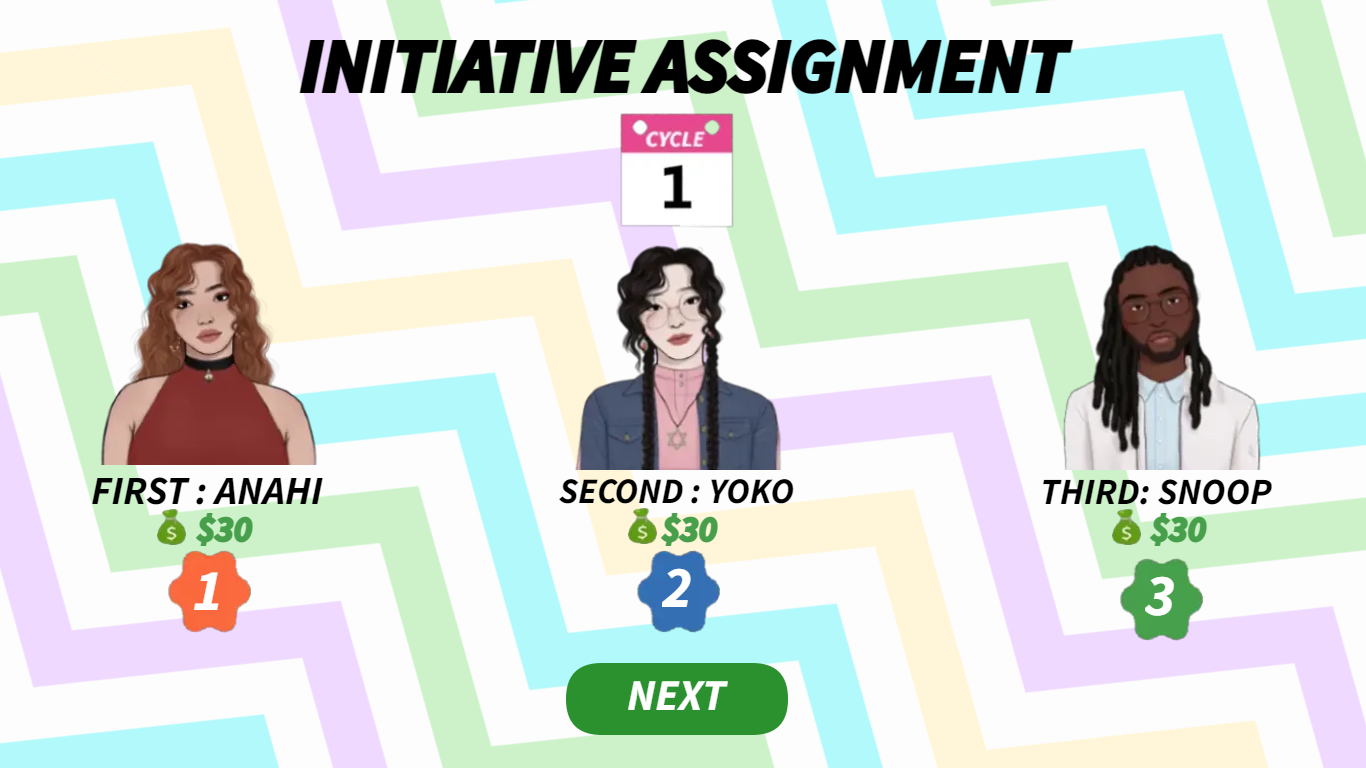 INITIATIVE ASSIGNMENT
CYCLE
1
FIRST : ANAHI
$30
1
SECOND : YOKO
$30
2
THIRD: SNOOP
$30
3
NEXT